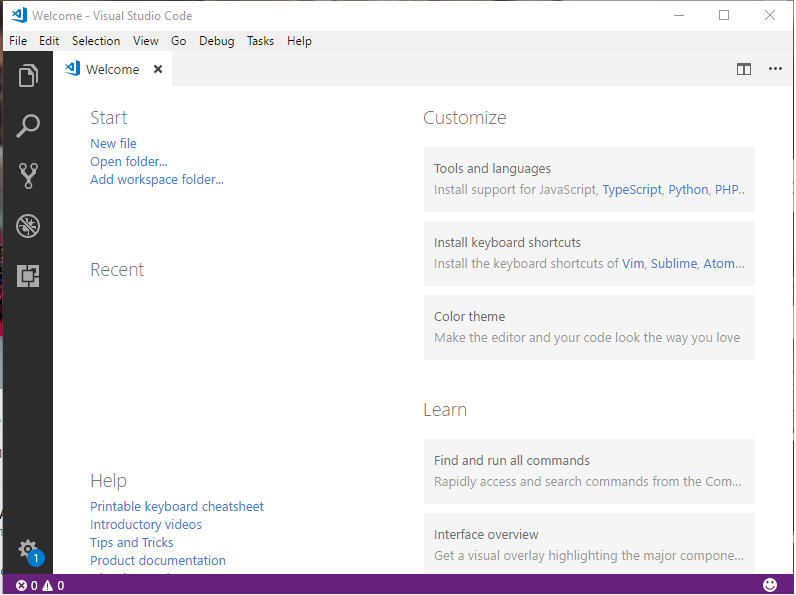 Welcome - Visual Studio Code
File Edit Selection View Go Debug Tasks Help
Welcome
Start
New file
Open folder...
Add workspace folder...
Recent
Help
Printable keyboard cheatsheet
Introductory videos
Tips and Tricks
Product documentation
Customize
Tools and languages
Install support for JavaScript, TypeScript, Python, PHP..
Install keyboard shortcuts
Install the keyboard shortcuts of Vim, Sublime, Atom...
Color theme
Make the editor and your code look the way you love
Learn
Find and run all commands
Rapidly access and search commands from the Com...
Interface overview
Get a visual overlay highlighting the major compone...
1
0 0